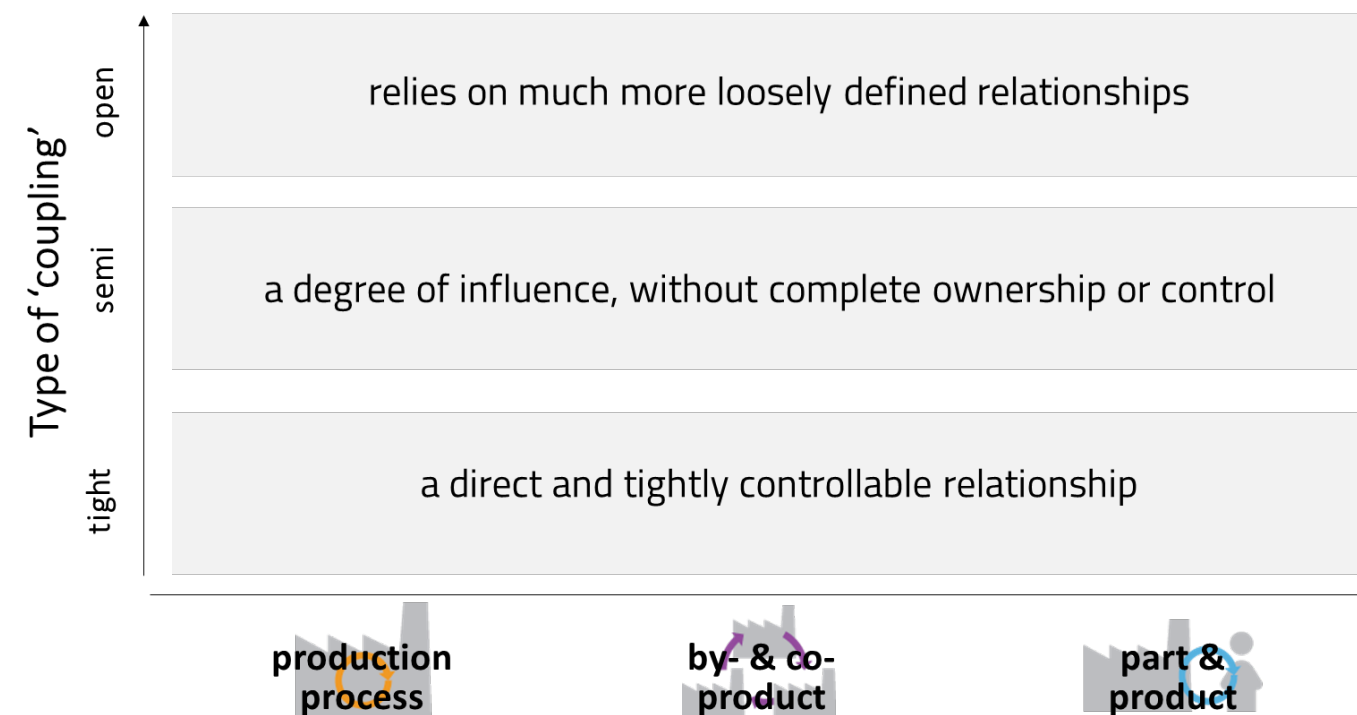 Type of ‘coupling’
open
relies on much more loosely defined relationships
semi
a degree of influence, without complete ownership or control
tight
a direct and tightly controllable relationship
production
process
by- & co-
product
part &
product